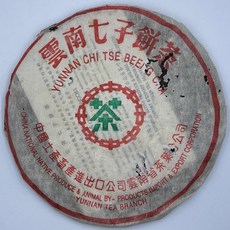 雲南七子餅茶
YUNNAN CHI TSE BEENG
茶
中國土產畜產進出口公司雲南省茶葉分公司
CHINA NATIONAL NATIVE PRODUCE & ANIMAL BY-PRODUCTS IMPORT & EXPORT CORPORATION
YUNNAN TEA BRANCH